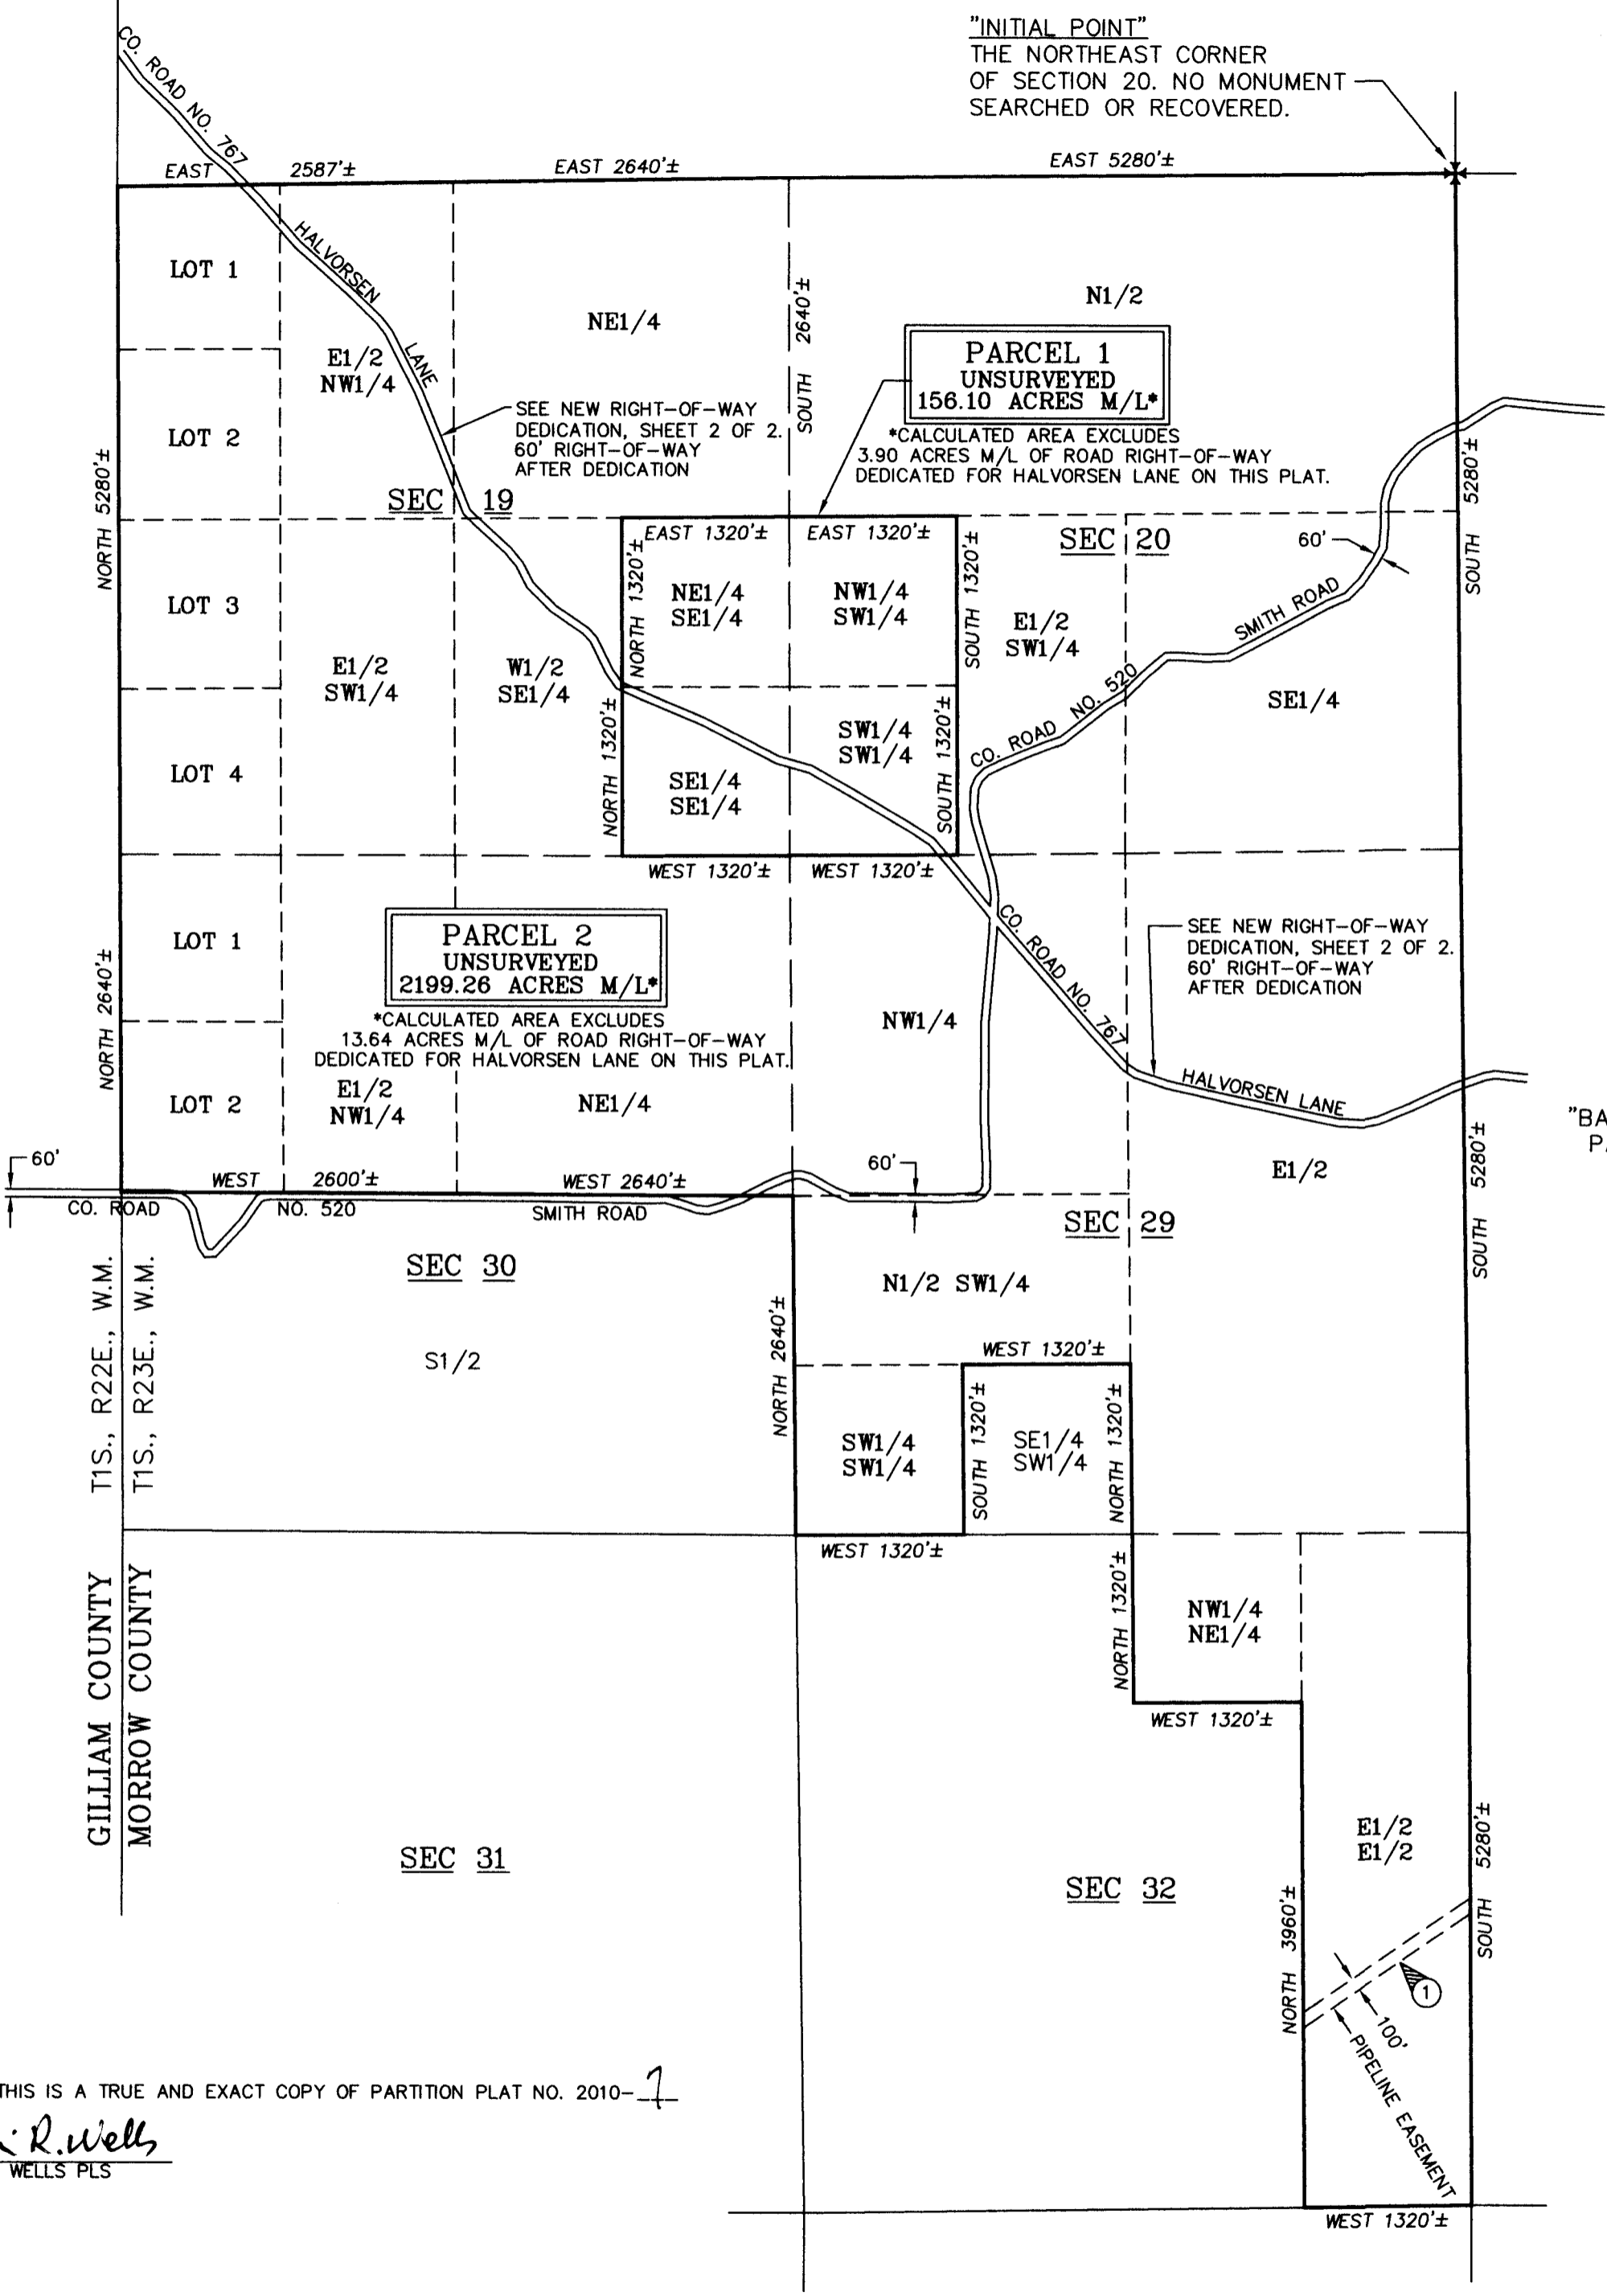 "INITIAL POINT"
THE NORTHEAST CORNER
OF SECTION 20. NO MONUMENT
SEARCHED OR RECOVERED.
CO. ROAD NO. 767
EAST 2587'±
EAST 2640'±
EAST 5280'±
HALVORSEN
LANE
LOT 1
LOT 2
LOT 3
LOT 4
E1/2
NW1/4
NE1/4
N1/2
SOUTH 2640'±
PARCEL 1
UNSURVEYED
156.10 ACRES M/L*
*CALCULATED AREA EXCLUDES
3.90 ACRES M/L OF ROAD RIGHT-OF-WAY
DEDICATED FOR HALVORSEN LANE ON THIS PLAT.
SEE NEW RIGHT-OF-WAY
DEDICATION, SHEET 2 OF 2.
60' RIGHT-OF-WAY
AFTER DEDICATION
NORTH 5280'±
SOUTH 5280'±
SEC 19
SEC 20
EAST 1320'±
EAST 1320'±
NORTH 1320'±
SOUTH 1320'±
NE1/4
SE1/4
NW1/4
SW1/4
E1/2
SW1/4
60'
SMITH ROAD
CO. ROAD NO. 520
E1/2
SW1/4
W1/2
SE1/4
SE1/4
NORTH 1320'±
SOUTH 1320'±
SE1/4
SE1/4
SW1/4
SW1/4
WEST 1320'±
WEST 1320'±
LOT 1
LOT 2
NORTH 2640'±
PARCEL 2
UNSURVEYED
2199.26 ACRES M/L*
*CALCULATED AREA EXCLUDES
13.64 ACRES M/L OF ROAD RIGHT-OF-WAY
DEDICATED FOR HALVORSEN LANE ON THIS PLAT.
E1/2
NW1/4
NE1/4
NW1/4
CO. ROAD NO. 767
HALVORSEN LANE
SEE NEW RIGHT-OF-WAY
DEDICATION, SHEET 2 OF 2.
60' RIGHT-OF-WAY
AFTER DEDICATION
"BA
PA
60'
WEST 2600'±
WEST 2640'±
60'
CO. ROAD NO. 520
SMITH ROAD
E1/2
SOUTH 5280'±
SEC 29
SEC 30
S1/2
N1/2 SW1/4
NORTH 2640'±
WEST 1320'±
SW1/4
SW1/4
SOUTH 1320'±
SE1/4
SW1/4
NORTH 1320'±
WEST 1320'±
T1S., R22E., W.M.
T1S., R23E., W.M.
GILLIAM COUNTY
MORROW COUNTY
NORTH 1320'±
NW1/4
NE1/4
WEST 1320'±
E1/2
E1/2
SOUTH 5280'±
SEC 31
SEC 32
NORTH 3960'±
1
100'
PIPELINE EASEMENT
WEST 1320'±
THIS IS A TRUE AND EXACT COPY OF PARTITION PLAT NO. 2010-7
R. Wells
WELLS PLS